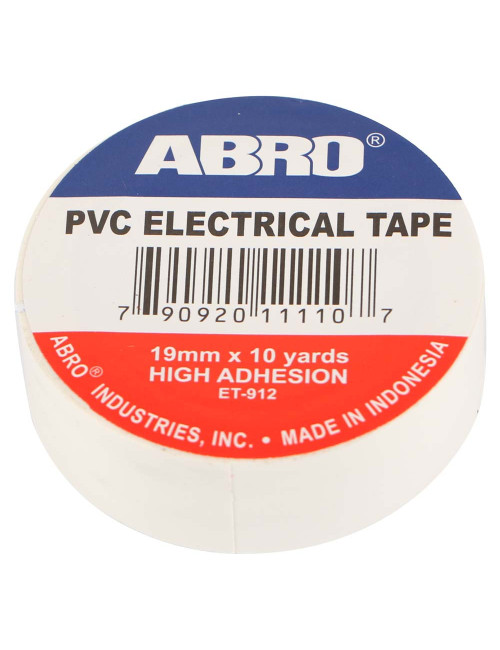 ABRO®
PVC ELECTRICAL TAPE
7 90920 11110 7
19mm x 10 yards
HIGH ADHESION
ET-912
ABRO® INDUSTRIES, INC. • MADE IN INDONESIA